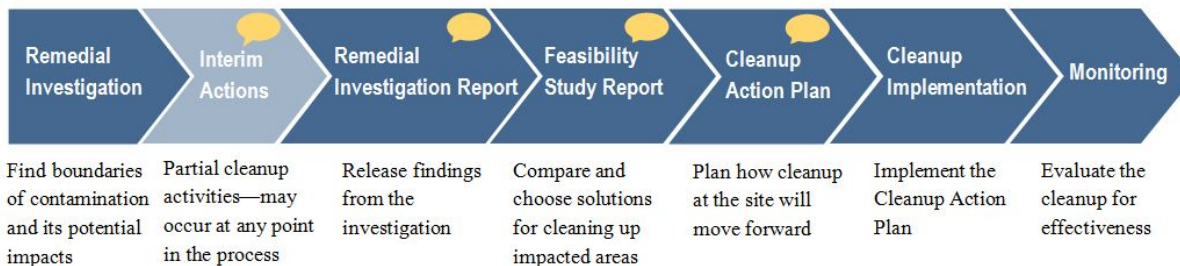 Remedial
Investigation
Interim
Actions
Remedial
Investigation Report
Feasibility
Study Report
Cleanup
Action Plan
Cleanup
Implementation
Monitoring
Find boundaries
of contamination
and its potential
impacts
Partial cleanup
activities—may
occur at any point
in the process
Release findings
from the
investigation
Compare and
choose solutions
for cleaning up
impacted areas
Plan how cleanup
at the site will
move forward
Implement the
Cleanup Action
Plan
Evaluate the
cleanup for
effectiveness